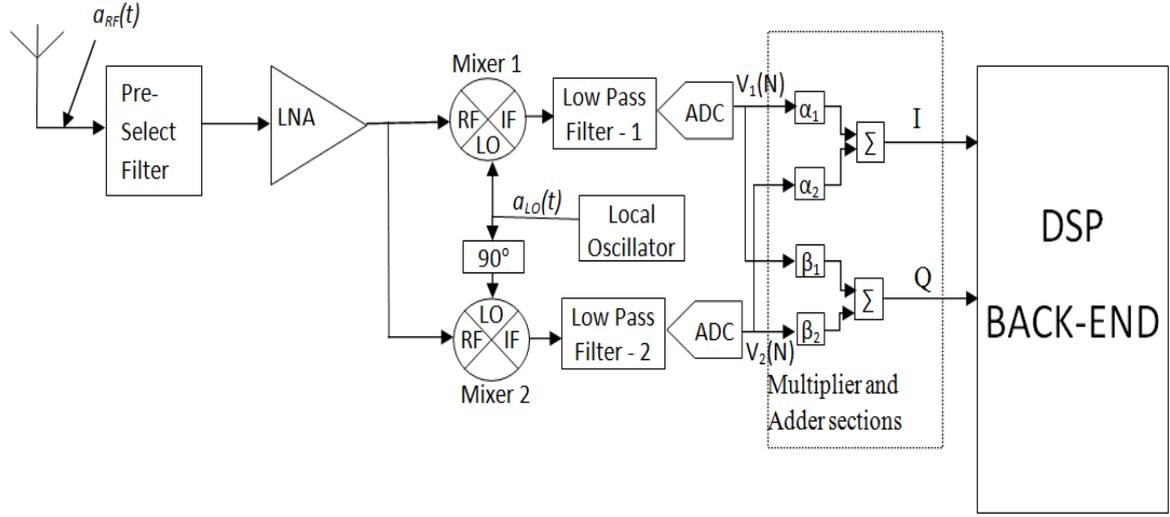 a_RF(t)
Pre-
Select
Filter
LNA
Mixer 1
RF
IF
LO
Low Pass
Filter - 1
ADC
V₁(N)
α₁
α₂
Σ
I
a_LO(t)
Local
Oscillator
90°
β₁
β₂
Σ
Q
LO
RF
IF
Mixer 2
Low Pass
Filter - 2
ADC
V₂(N)
Multiplier and
Adder sections
DSP
BACK-END